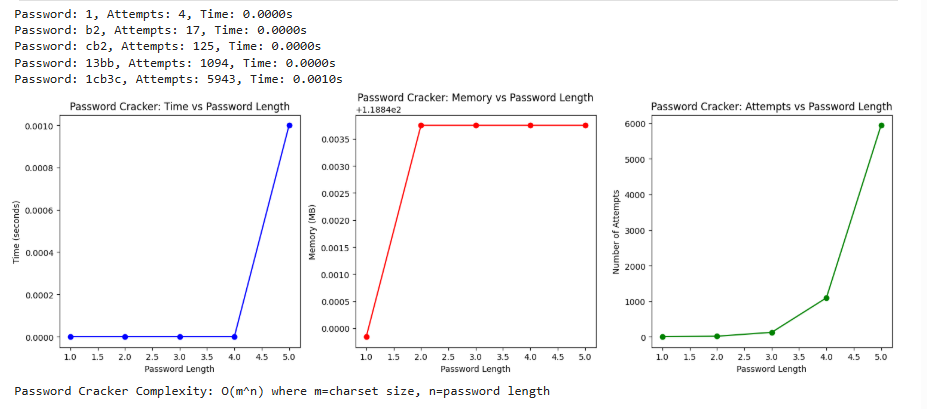 Password: 1, Attempts: 4, Time: 0.0000s
Password: b2, Attempts: 17, Time: 0.0000s
Password: cb2, Attempts: 125, Time: 0.0000s
Password: 13bb, Attempts: 1094, Time: 0.0000s
Password: 1cb3c, Attempts: 5943, Time: 0.0010s
Password Cracker: Time vs Password Length
0.0010
0.0008
0.0006
0.0004
0.0002
0.0000
Time (seconds)
1.0 1.5 2.0 2.5 3.0 3.5 4.0 4.5 5.0
Password Length
Password Cracker: Memory vs Password Length
+1.1884e2
0.0035
0.0030
0.0025
0.0020
0.0015
0.0010
0.0005
0.0000
Memory (MB)
1.0 1.5 2.0 2.5 3.0 3.5 4.0 4.5 5.0
Password Length
Password Cracker: Attempts vs Password Length
6000
5000
4000
3000
2000
1000
0
Number of Attempts
1.0 1.5 2.0 2.5 3.0 3.5 4.0 4.5 5.0
Password Length
Password Cracker Complexity: O(m^n) where m=charset size, n=password length